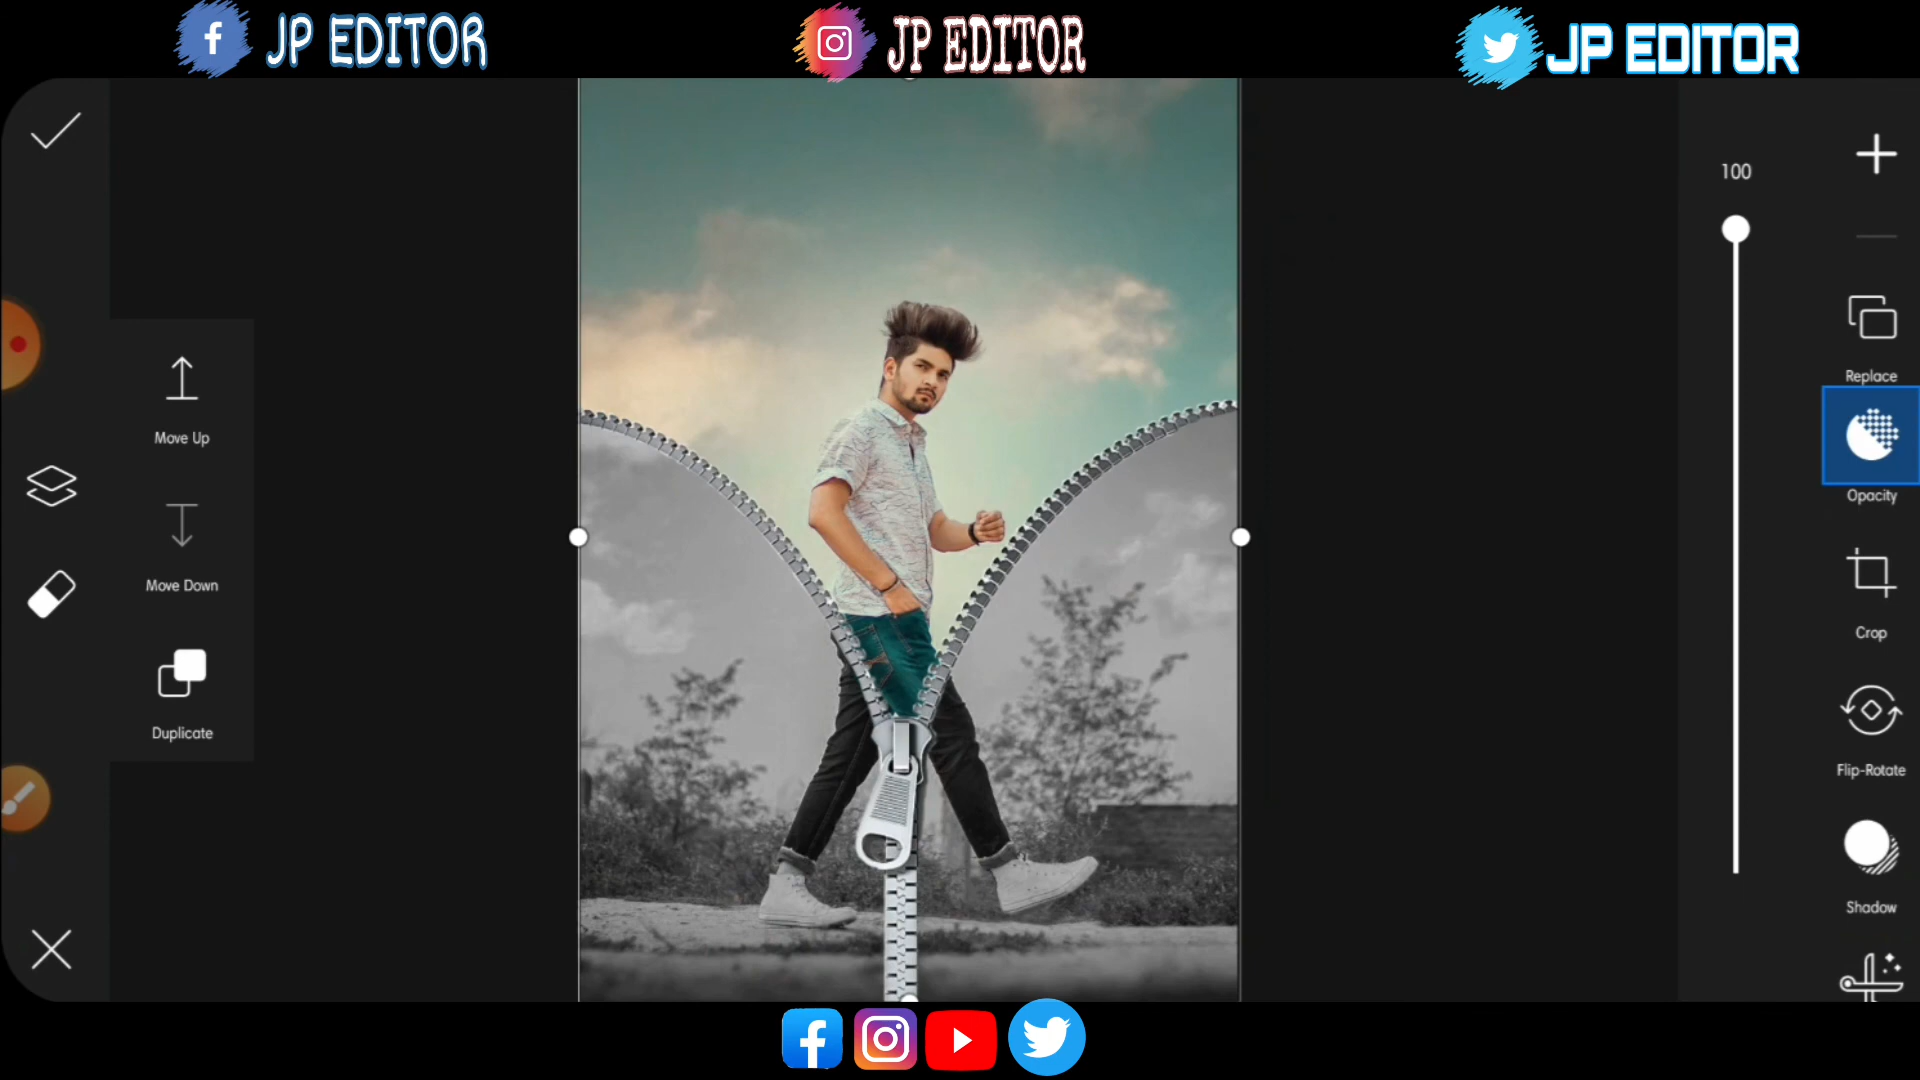 JP EDITOR
JP EDITOR
JP EDITOR
100
Replace
Move Up
Opacity
Move Down
Crop
Duplicate
Flip-Rotate
Shadow